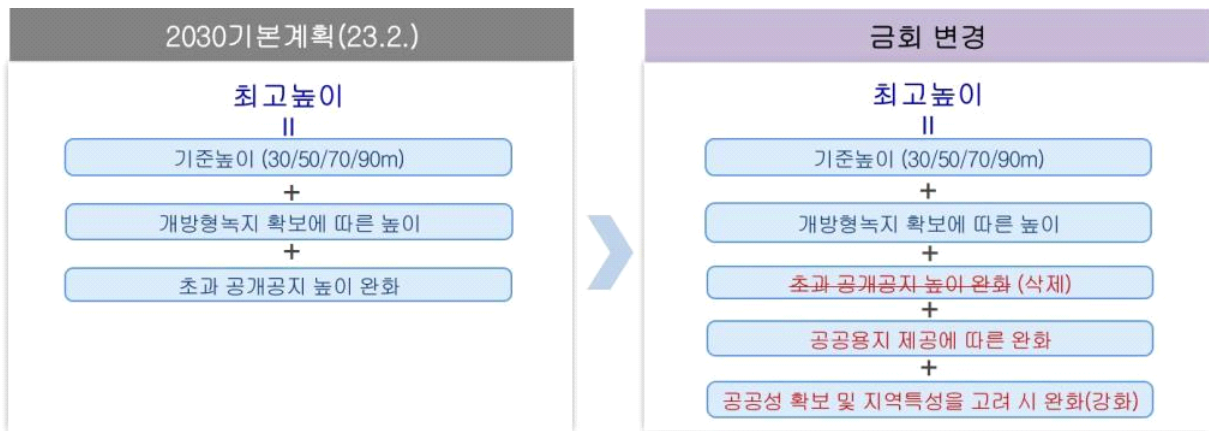 2030기본계획(23.2.)
최고높이
=
기준높이 (30/50/70/90m)
+
개방형녹지 확보에 따른 높이
+
초과 공개공지 높이 완화
금회 변경
최고높이
=
기준높이 (30/50/70/90m)
+
개방형녹지 확보에 따른 높이
+
초과 공개공지 높이 완화 (삭제)
+
공공용지 제공에 따른 완화
+
공공성 확보 및 지역특성을 고려 시 완화(강화)